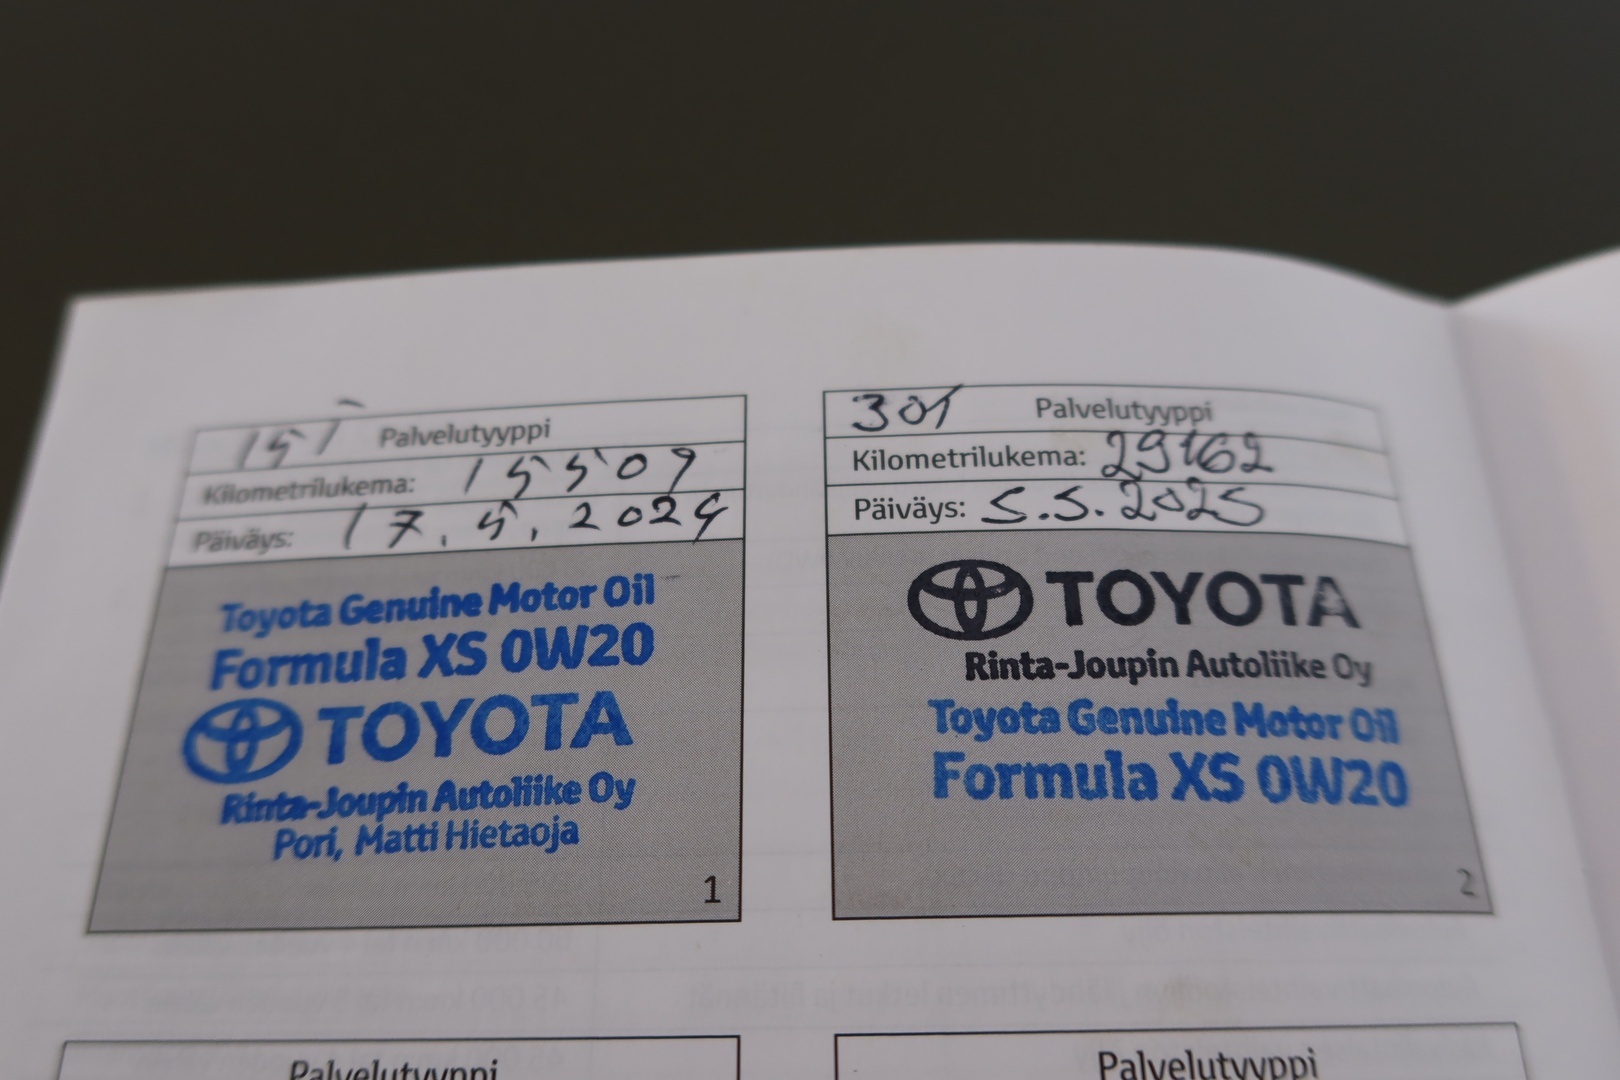 15T Palvelutyyppi
Kilometrilukema: 15509
Päiväys: 17.5.2024
Toyota Genuine Motor Oil
Formula XS 0W20
TOYOTA
Rinta-Joupin Autoliike Oy
Pori, Matti Hietaoja
1
30T Palvelutyyppi
Kilometrilukema: 29162
Päiväys: 5.5.2025
TOYOTA
Rinta-Joupin Autoliike Oy
Toyota Genuine Motor Oil
Formula XS 0W20
2
Palvelutyyppi
Palvelutyyppi